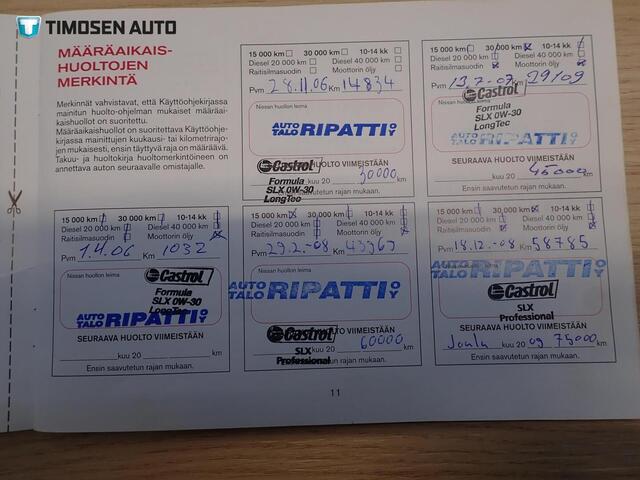 TIMOSEN AUTO
MÄÄRÄAIKAIS-
HUOLTOJEN
MERKINTÄ
Merkinnät vahvistavat, että Käyttöohjekirjassa
mainitun huolto-ohjelman mukaiset määräai-
kaishuollot on suoritettu.
Määräaikaishuollot on suoritettava Käyttöohje-
kirjassa mainittujen kuukausi- tai kilometrirajo-
jen mukaisesti, ensin täyttyvä raja on määräävä.
Takuu- ja huoltokirja huoltomerkintöineen on
annettava auton seuraavalle omistajalle.
15 000 km 30 000 km 10-14 kk
Diesel 20 000 km Diesel 40 000 km
Raitisilmasuodin Moottorin öljy
Pvm 28.11.06 Km 14834
Nissan huollon leima
AUTO TALO RIPATTI OY
Castrol HUOLTO VIIMEISTÄÄN
Formula kuu 20 30000 km
SLX 0W-30 saavutetun rajan mukaan.
LongTec
15 000 km 30 000 km 10-14 kk
Diesel 20 000 km Diesel 40 000 km
Raitisilmasuodin Moottorin öljy
Pvm 13.7-07 Km 29109
Nissan huollon leima
Castrol
Formula
SLX 0W-30
LongTec
AUTO TALO RIPATTI OY
SEURAAVA HUOLTO VIIMEISTÄÄN
kuu 20 45000 km
Ensin saavutetun rajan mukaan.
15 000 km 30 000 km 10-14 kk
Diesel 20 000 km Diesel 40 000 km
Raitisilmasuodin Moottorin öljy
Pvm 1.4.06 Km 1032
Nissan huollon leima
Castrol
Formula
SLX 0W-30
LongTec
AUTO TALO RIPATTI OY
SEURAAVA HUOLTO VIIMEISTÄÄN
kuu 20 km
Ensin saavutetun rajan mukaan.
15 000 km 30 000 km 10-14 kk
Diesel 20 000 km Diesel 40 000 km
Raitisilmasuodin Moottorin öljy
Pvm 29.2.-08 Km
Nissan huollon leima
AUTO TALO RIPATTI OY
Castrol HUOLTO VIIMEISTÄÄN
SLX kuu 20 60000 km
Professional saavutetun rajan mukaan.
15 000 km 30 000 km 10-14 kk
Diesel 20 000 km Diesel 40 000 km
Raitisilmasuodin Moottorin öljy
Pvm 18.12.-08 Km 58785
AUTO TALO RIPATTI OY
Castrol
SLX
Professional
SEURAAVA HUOLTO VIIMEISTÄÄN
Joulu kuu 20 09 75000 km
Ensin saavutetun rajan mukaan.
11